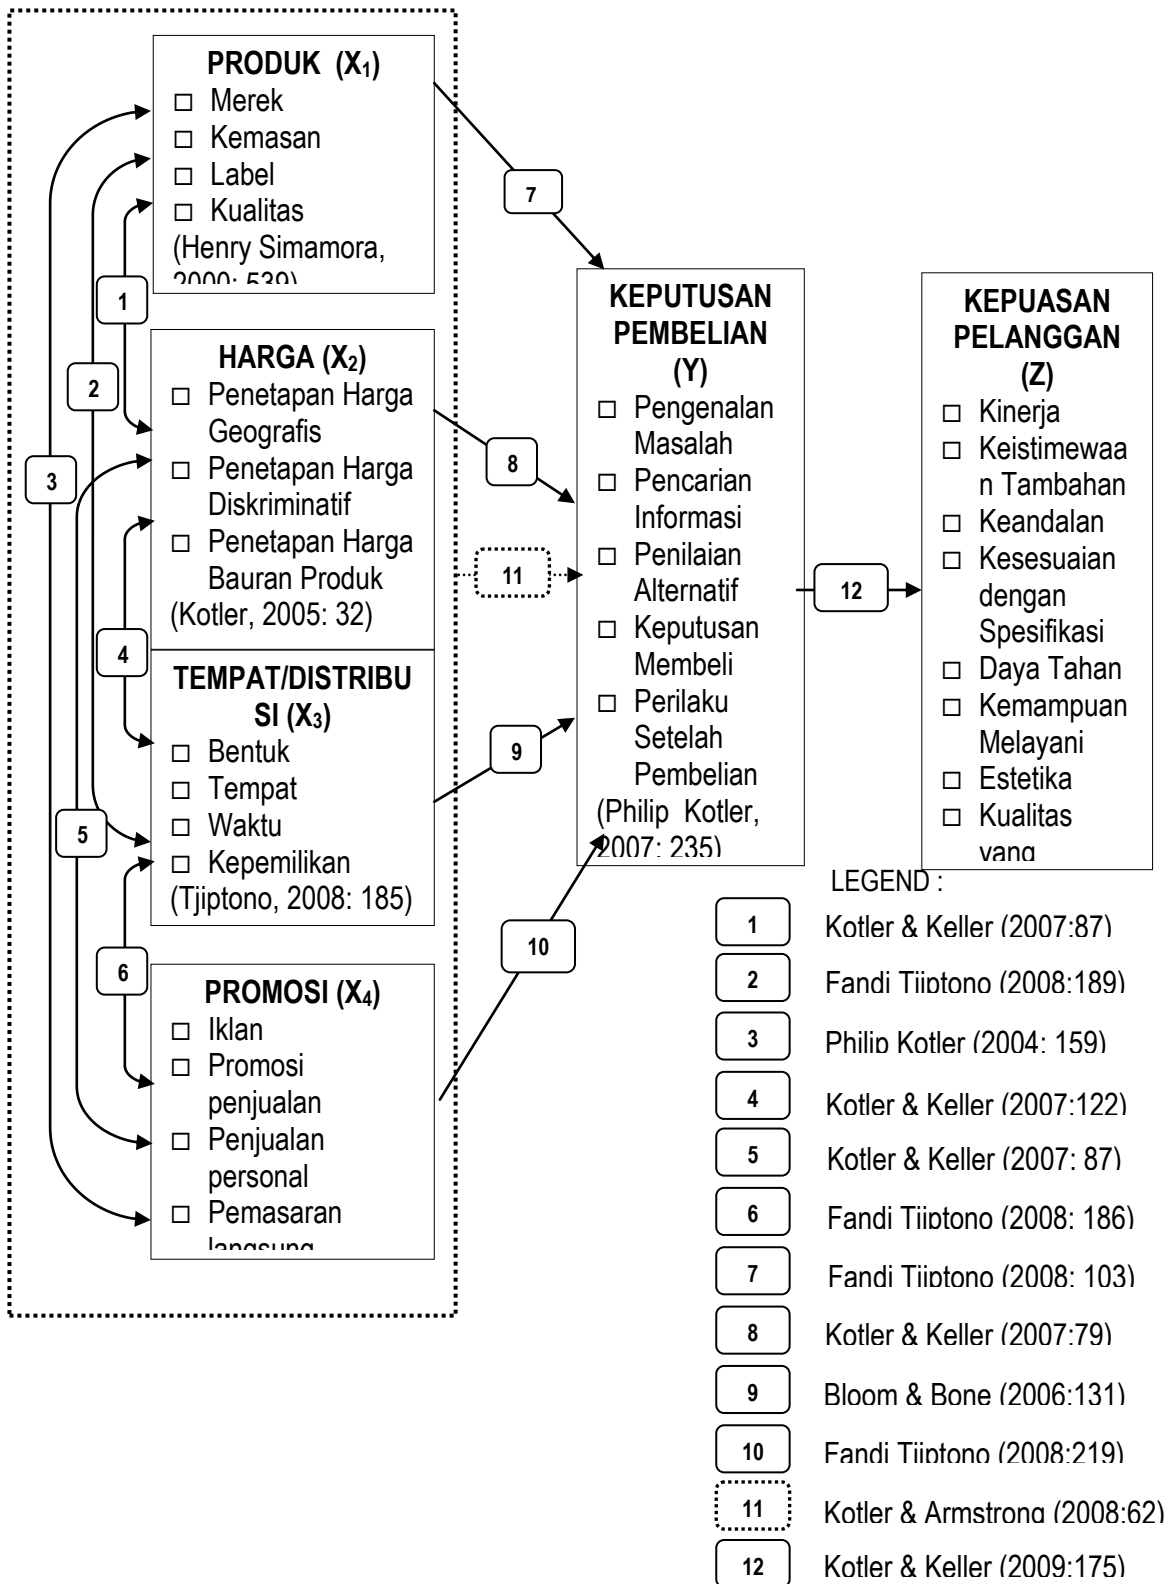 PRODUK (X1)
□ Merek
□ Kemasan
□ Label
□ Kualitas
(Henry Simamora,
2000: 539)
HARGA (X2)
□ Penetapan Harga
Geografis
□ Penetapan Harga
Diskriminatif
□ Penetapan Harga
Bauran Produk
(Kotler, 2005: 32)
TEMPAT/DISTRIBU
SI (X3)
□ Bentuk
□ Tempat
□ Waktu
□ Kepemilikan
(Tjiptono, 2008: 185)
PROMOSI (X4)
□ Iklan
□ Promosi
penjualan
□ Penjualan
personal
□ Pemasaran
langsung
1
2
3
4
5
6
7
8
11
9
10
KEPUTUSAN
PEMBELIAN
(Y)
□ Pengenalan
Masalah
□ Pencarian
Informasi
□ Penilaian
Alternatif
□ Keputusan
Membeli
□ Perilaku
Setelah
Pembelian
(Philip Kotler,
2007: 235)
12
KEPUASAN
PELANGGAN
(Z)
□ Kinerja
□ Keistimewaa
n Tambahan
□ Keandalan
□ Kesesuaian
dengan
Spesifikasi
□ Daya Tahan
□ Kemampuan
Melayani
□ Estetika
□ Kualitas
yang
LEGEND :
1 Kotler & Keller (2007:87)
2 Fandi Tjiptono (2008:189)
3 Philip Kotler (2004: 159)
4 Kotler & Keller (2007:122)
5 Kotler & Keller (2007: 87)
6 Fandi Tjiptono (2008: 186)
7 Fandi Tjiptono (2008: 103)
8 Kotler & Keller (2007:79)
9 Bloom & Bone (2006:131)
10 Fandi Tjiptono (2008:219)
11 Kotler & Armstrong (2008:62)
12 Kotler & Keller (2009:175)